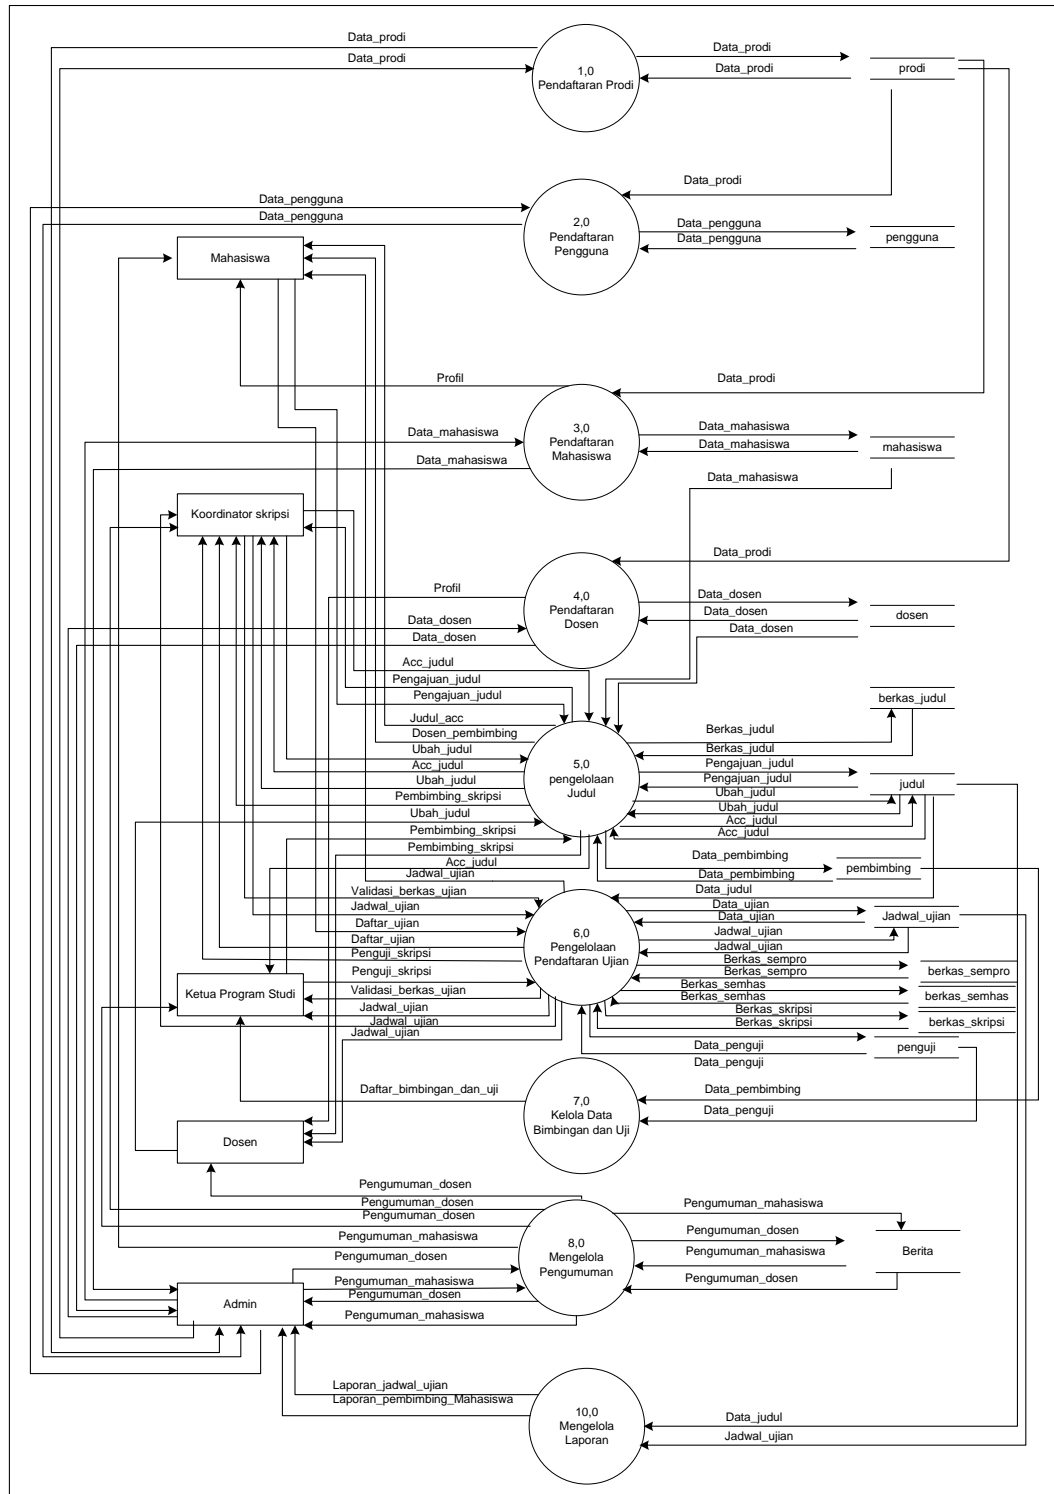 Data_prodi
Data_prodi
Data_prodi
Data_prodi
1,0
Pendaftaran Prodi
prodi
Data_prodi
Data_pengguna
Data_pengguna
2,0
Pendaftaran
Pengguna
Data_pengguna
Data_pengguna
pengguna
Mahasiswa
Profil
Data_prodi
3,0
Pendaftaran
Mahasiswa
Data_mahasiswa
Data_mahasiswa
Data_mahasiswa
Data_mahasiswa
mahasiswa
Data_mahasiswa
Koordinator skripsi
Data_prodi
Profil
4,0
Pendaftaran
Dosen
Data_dosen
Data_dosen
Data_dosen
Data_dosen
Data_dosen
dosen
Acc_judul
Pengajuan_judul
Pengajuan_judul
Judul_acc
Dosen_pembimbing
Ubah_judul
Acc_judul
Ubah_judul
Pembimbing_skripsi
Ubah_judul
Pembimbing_skripsi
Pembimbing_skripsi
Acc_judul
Jadwal_ujian
5,0
pengelolaan
Judul
berkas_judul
Berkas_judul
Berkas_judul
Pengajuan_judul
Pengajuan_judul
Ubah_judul
Ubah_judul
Acc_judul
Acc_judul
judul
Data_pembimbing
Data_pembimbing
pembimbing
Data_judul
Validasi_berkas_ujian
Jadwal_ujian
Daftar_ujian
Daftar_ujian
Penguji_skripsi
Penguji_skripsi
Validasi_berkas_ujian
Jadwal_ujian
Jadwal_ujian
Jadwal_ujian
6,0
Pengelolaan
Pendaftaran Ujian
Data_ujian
Data_ujian
Jadwal_ujian
Jadwal_ujian
Jadwal_ujian
Berkas_sempro
Berkas_sempro
berkas_sempro
Berkas_semhas
Berkas_semhas
berkas_semhas
Berkas_skripsi
Berkas_skripsi
berkas_skripsi
Data_penguji
Data_penguji
penguji
Ketua Program Studi
Daftar_bimbingan_dan_uji
7,0
Kelola Data
Bimbingan dan Uji
Data_pembimbing
Data_penguji
Dosen
Pengumuman_dosen
Pengumuman_dosen
Pengumuman_dosen
Pengumuman_mahasiswa
Pengumuman_dosen
Pengumuman_mahasiswa
Pengumuman_dosen
Pengumuman_mahasiswa
8,0
Mengelola
Pengumuman
Pengumuman_mahasiswa
Pengumuman_dosen
Pengumuman_mahasiswa
Pengumuman_dosen
Berita
Admin
Laporan_jadwal_ujian
Laporan_pembimbing_Mahasiswa
10,0
Mengelola
Laporan
Data_judul
Jadwal_ujian